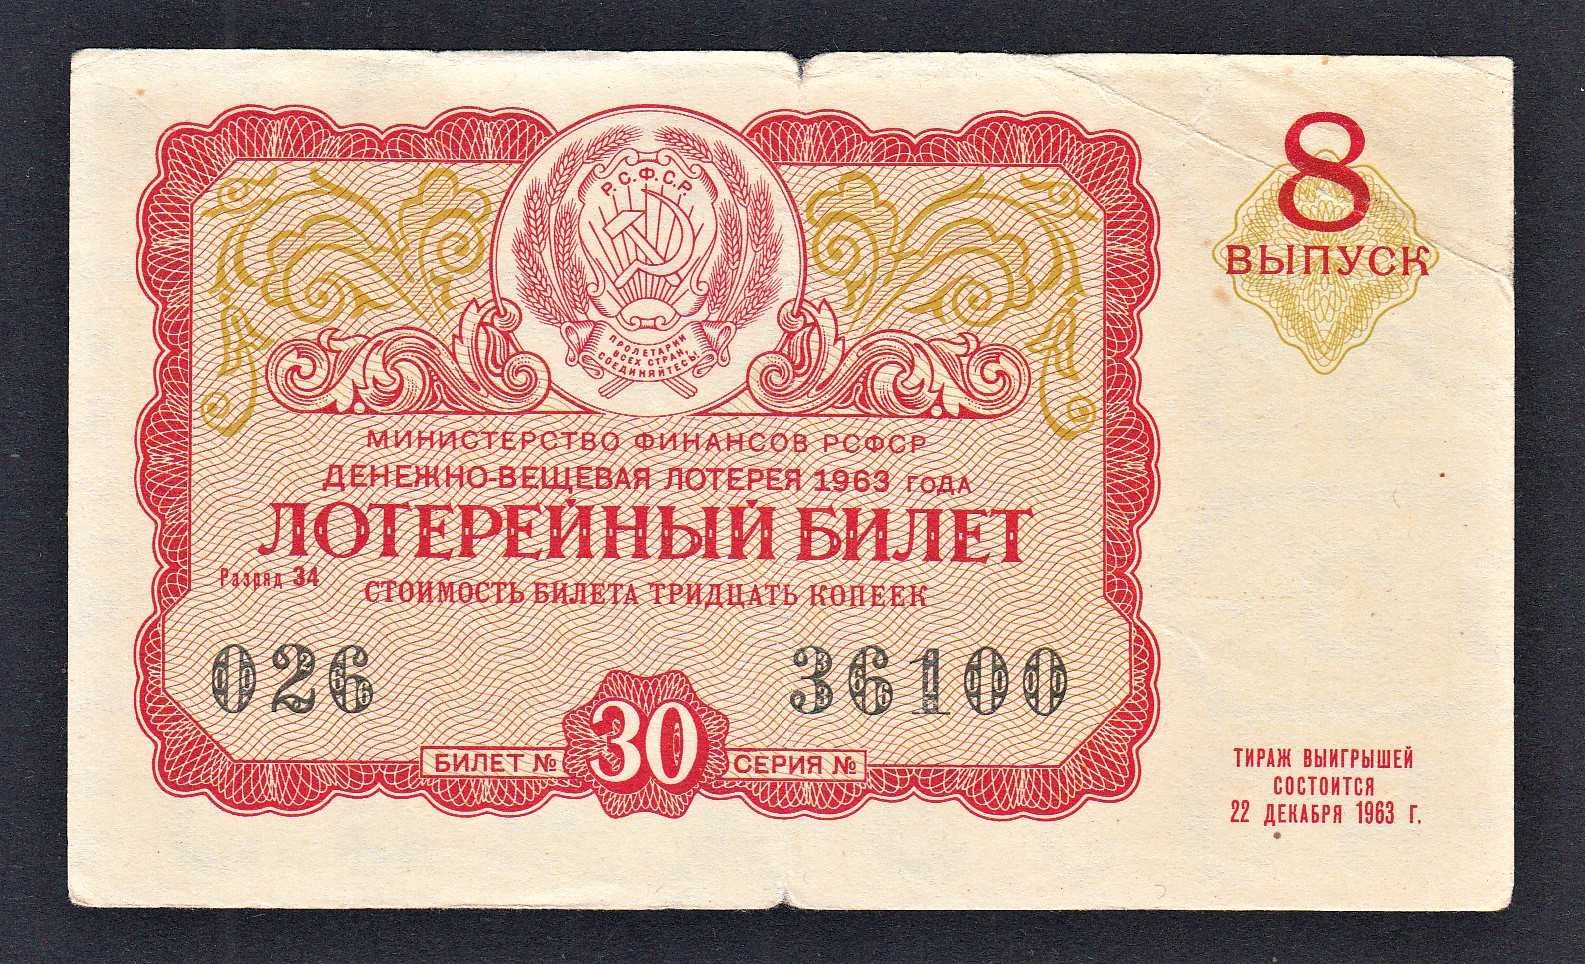 8
ВЫПУСК
Р.С.Ф.С.Р.
ПРОЛЕТАРИИ
ВСЕХ СТРАН,
СОЕДИНЯЙТЕСЬ!
МИНИСТЕРСТВО ФИНАНСОВ РСФСР
ДЕНЕЖНО-ВЕЩЕВАЯ ЛОТЕРЕЯ 1963 ГОДА
ЛОТЕРЕЙНЫЙ БИЛЕТ
Разряд 34
СТОИМОСТЬ БИЛЕТА ТРИДЦАТЬ КОПЕЕК
026 36100
БИЛЕТ № 30 СЕРИЯ №
ТИРАЖ ВЫИГРЫШЕЙ
СОСТОИТСЯ
22 ДЕКАБРЯ 1963 Г.